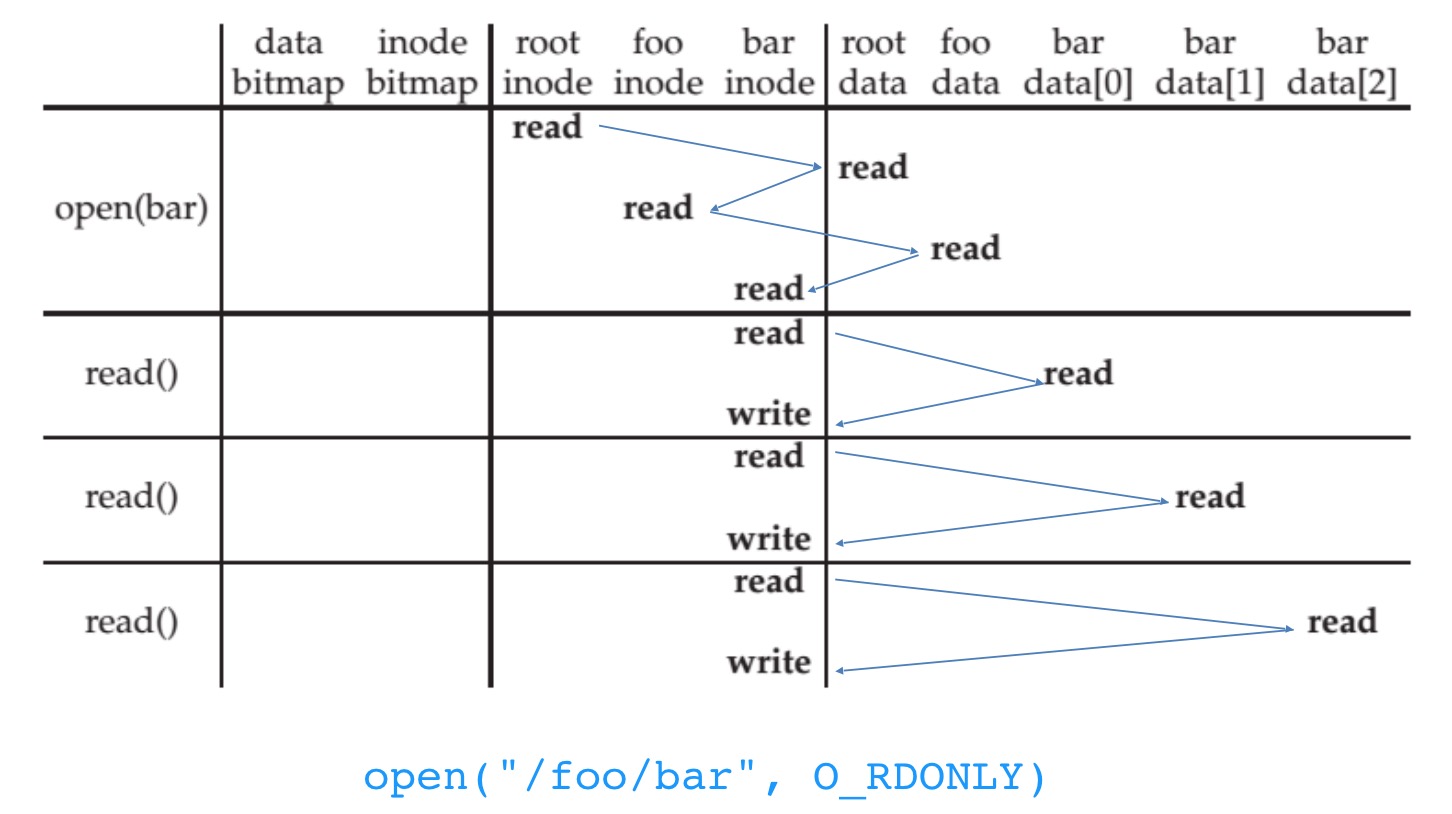 data inode root foo bar root foo bar bar bar
bitmap bitmap inode inode inode data data data[0] data[1] data[2]
read
read
open(bar) read
read
read
read
read() read
write
read
read() read
write
read
read() read
write
open("/foo/bar", O_RDONLY)